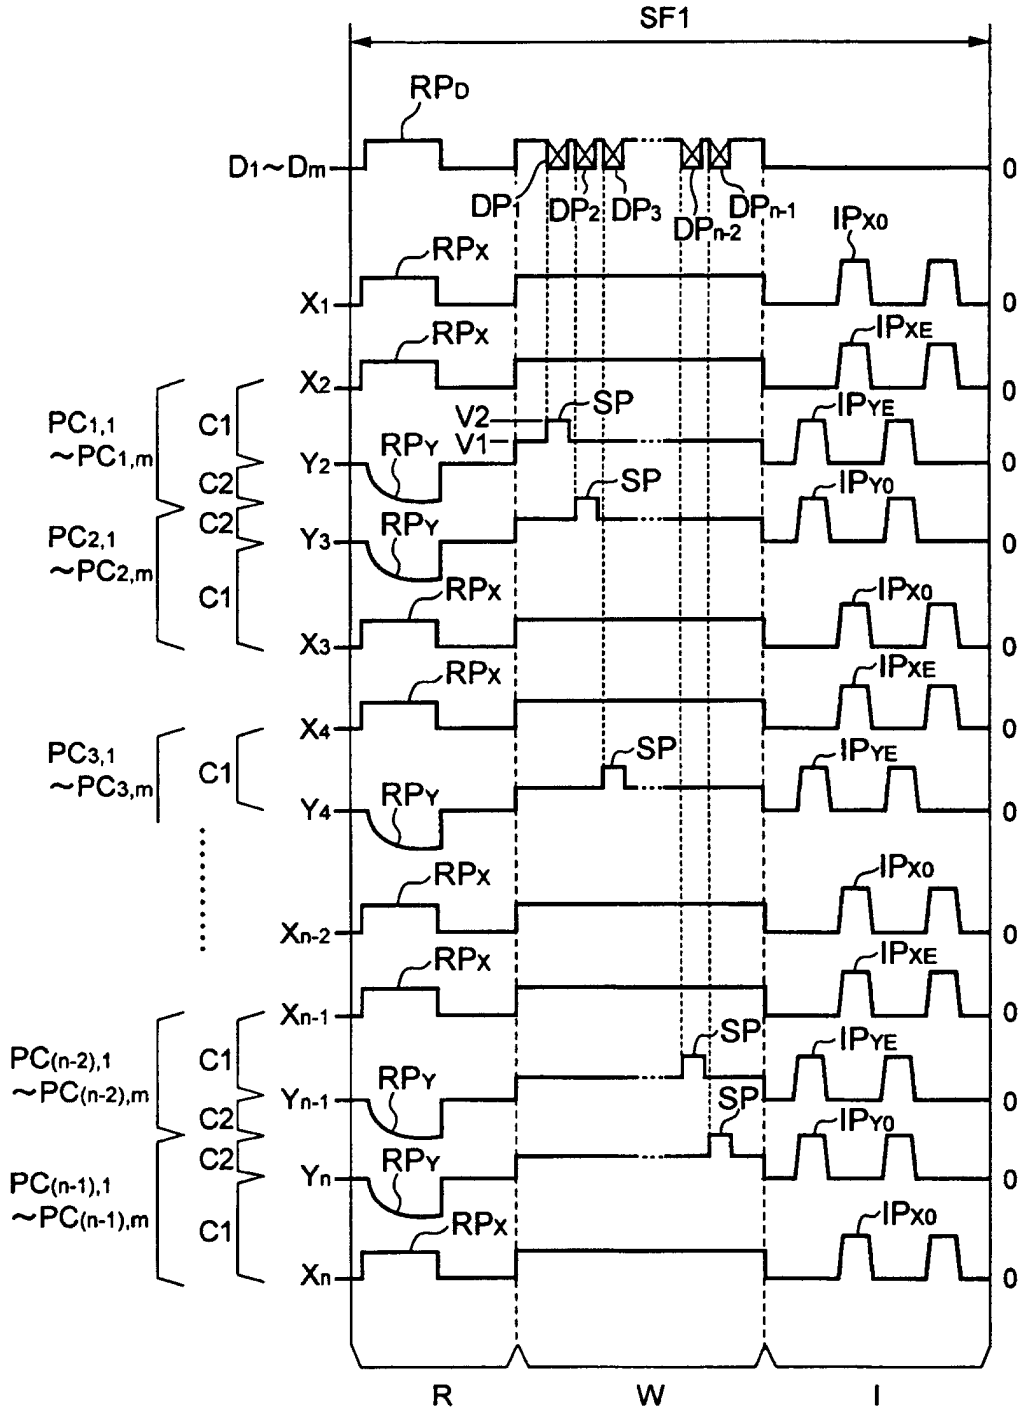 SF1
RPD
D1~Dm 0
DP1 DP2 DP3 DPn-2 DPn-1
RPX IPX0
X1 0
RPX IPXE
X2 0
PC1,1 ~PC1,m C1 V2 SP IPYE
V1
Y2 RPY 0
C2 SP IPY0
C2
PC2,1 ~PC2,m Y3 RPY 0
C1 RPX IPX0
X3 0
RPX IPXE
X4 0
PC3,1 ~PC3,m C1 SP IPYE
Y4 RPY 0
RPX IPX0
Xn-2 0
RPX IPXE
Xn-1 0
PC(n-2),1 ~PC(n-2),m C1 SP IPYE
Yn-1 RPY 0
C2 SP IPY0
C2
PC(n-1),1 ~PC(n-1),m Yn RPY 0
C1 RPX IPX0
Xn 0
R W I